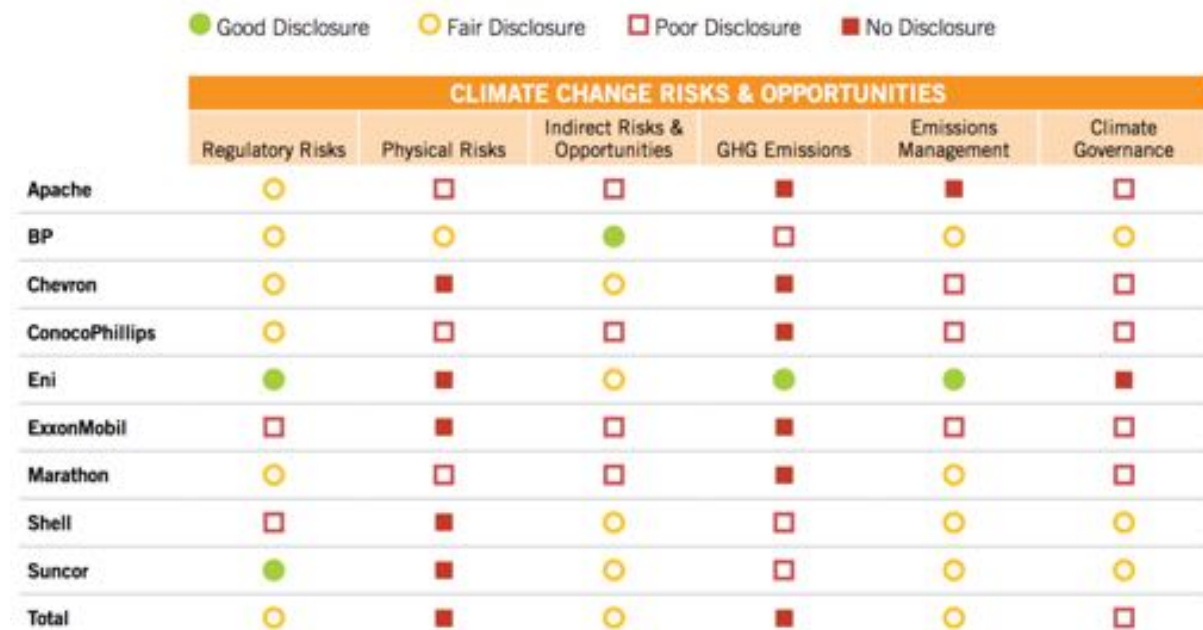 Good Disclosure Fair Disclosure Poor Disclosure No Disclosure
CLIMATE CHANGE RISKS & OPPORTUNITIES
Regulatory Risks Physical Risks Indirect Risks & Opportunities GHG Emissions Emissions Management Climate Governance
Apache
BP
Chevron
ConocoPhillips
Eni
ExxonMobil
Marathon
Shell
Suncor
Total